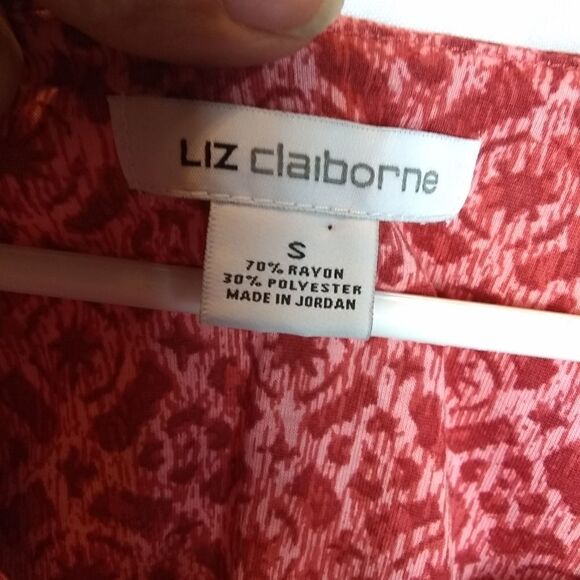 LIZ claiborne
S
70% RAYON
30% POLYESTER
MADE IN JORDAN